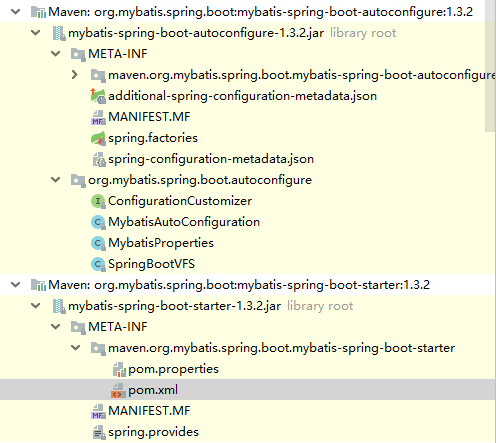 Maven: org.mybatis.spring.boot:mybatis-spring-boot-autoconfigure:1.3.2
mybatis-spring-boot-autoconfigure-1.3.2.jar library root
META-INF
maven.org.mybatis.spring.boot.mybatis-spring-boot-autoconfigure
additional-spring-configuration-metadata.json
MANIFEST.MF
spring.factories
spring-configuration-metadata.json
org.mybatis.spring.boot.autoconfigure
ConfigurationCustomizer
MybatisAutoConfiguration
MybatisProperties
SpringBootVFS
Maven: org.mybatis.spring.boot:mybatis-spring-boot-starter:1.3.2
mybatis-spring-boot-starter-1.3.2.jar library root
META-INF
maven.org.mybatis.spring.boot.mybatis-spring-boot-starter
pom.properties
pom.xml
MANIFEST.MF
spring.provides